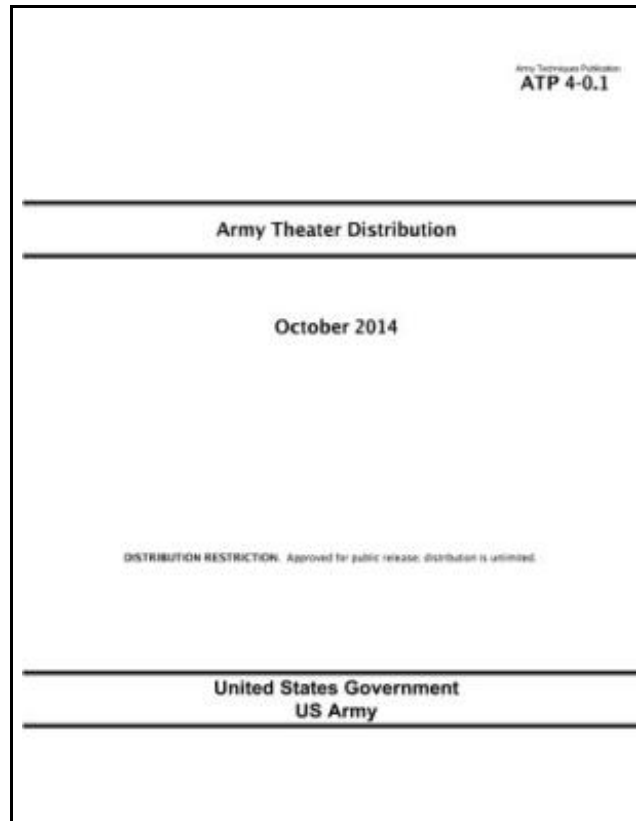 Army Techniques Publication
ATP 4-0.1
Army Theater Distribution
October 2014
DISTRIBUTION RESTRICTION. Approved for public release; distribution is unlimited.
United States Government
US Army